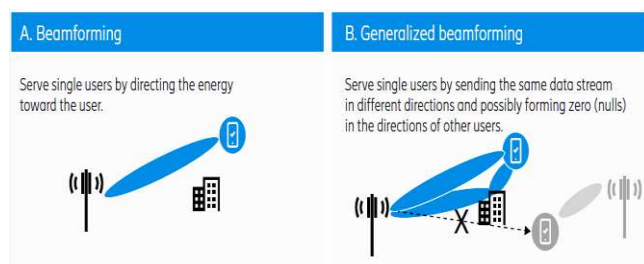 A. Beamforming
Serve single users by directing the energy
toward the user.
B. Generalized beamforming
Serve single users by sending the same data stream
in different directions and possibly forming zero (nulls)
in the directions of other users.